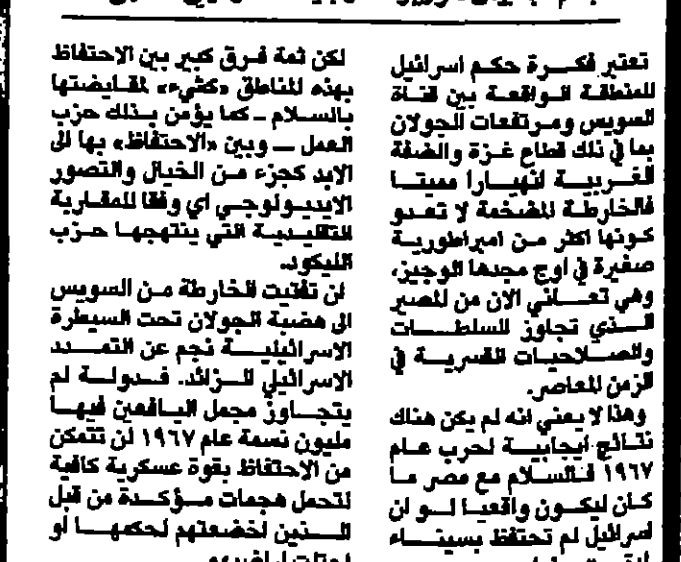 تعتبر فكرة حكم اسرائيل
للمنطقة الواقعة بين قناة
السويس ومرتفعات الجولان
بما في ذلك قطاع غزة والضفة
الغربية انهيارا مميتا
فالخارطة المضخمة لا تعدو
كونها اكثر من امبراطورية
صغيرة في اوج مجدها الوجيز،
وهي تعاني الان من المصير
الذي تجاوز للسلطات
والصلاحيات القسرية في
الزمن المعاصر.
وهذا لا يعني انه لم يكن هناك
نتائج ايجابية لحرب عام
١٩٦٧ فالسلام مع مصر ما
كان ليكون واقعيا لو ان
اسرائيل لم تحتفظ بسيناء
لكن ثمة فرق كبير بين الاحتفاظ
بهذه المناطق «كشيء» لمقايضتها
بالسلام - كما يؤمن بذلك حزب
العمل — وبين «الاحتفاظ» بها الى
الابد كجزء من الخيال والتصور
الايديولوجي اي وفقا للمقاربة
التقليدية التي ينتهجها حزب
الليكود.
ان تفتيت الخارطة من السويس
الى هضبة الجولان تحت السيطرة
الاسرائيلية نجم عن التمدد
الاسرائيلي الزائد. فدولة لم
يتجاوز مجمل اليافعين فيها
مليون نسمة عام ١٩٦٧ لن تتمكن
من الاحتفاظ بقوة عسكرية كافية
لتحمل هجمات مؤكدة من قبل
الذين اخضعتهم لحكمها او